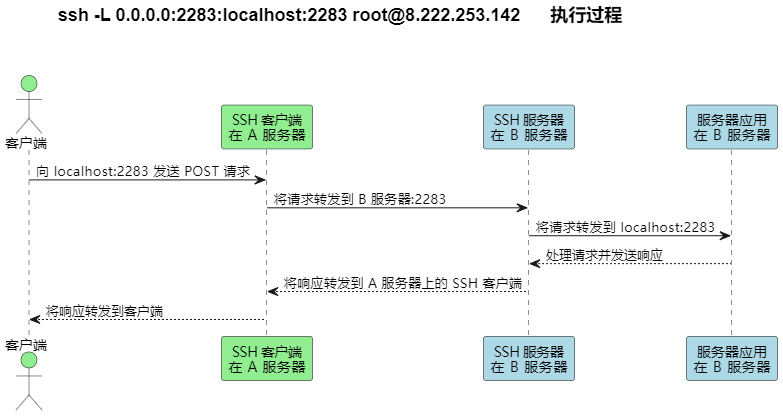 ssh -L 0.0.0.0:2283:localhost:2283 root@8.222.253.142 执行过程
客户端
SSH 客户端
在 A 服务器
SSH 服务器
在 B 服务器
服务器应用
在 B 服务器
向 localhost:2283 发送 POST 请求
将请求转发到 B 服务器:2283
将请求转发到 localhost:2283
处理请求并发送响应
将响应转发到 A 服务器上的 SSH 客户端
将响应转发到客户端
客户端
SSH 客户端
在 A 服务器
SSH 服务器
在 B 服务器
服务器应用
在 B 服务器